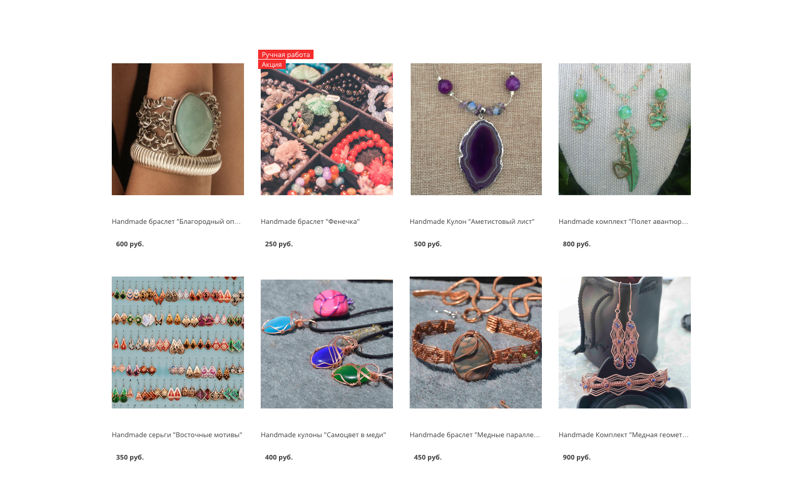 Ручная работа
Акция
Handmade браслет "Благородный оп...
Handmade браслет "Фенечка"
Handmade Кулон "Аметистовый лист"
Handmade комплект "Полет авантюр...
600 руб.
250 руб.
500 руб.
800 руб.
Handmade серьги "Восточные мотивы"
Handmade кулоны "Самоцвет в меди"
Handmade браслет "Медные паралле...
Handmade Комплект "Медная геомет...
350 руб.
400 руб.
450 руб.
900 руб.